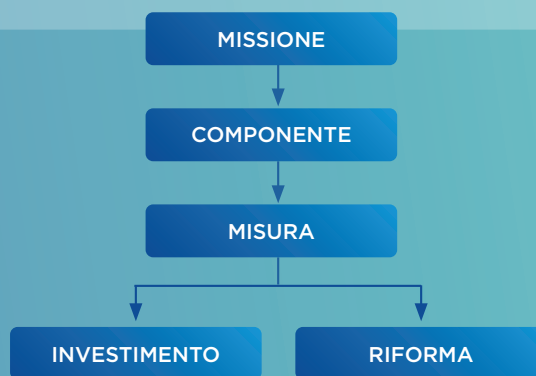 MISSIONE
COMPONENTE
MISURA
INVESTIMENTO
RIFORMA